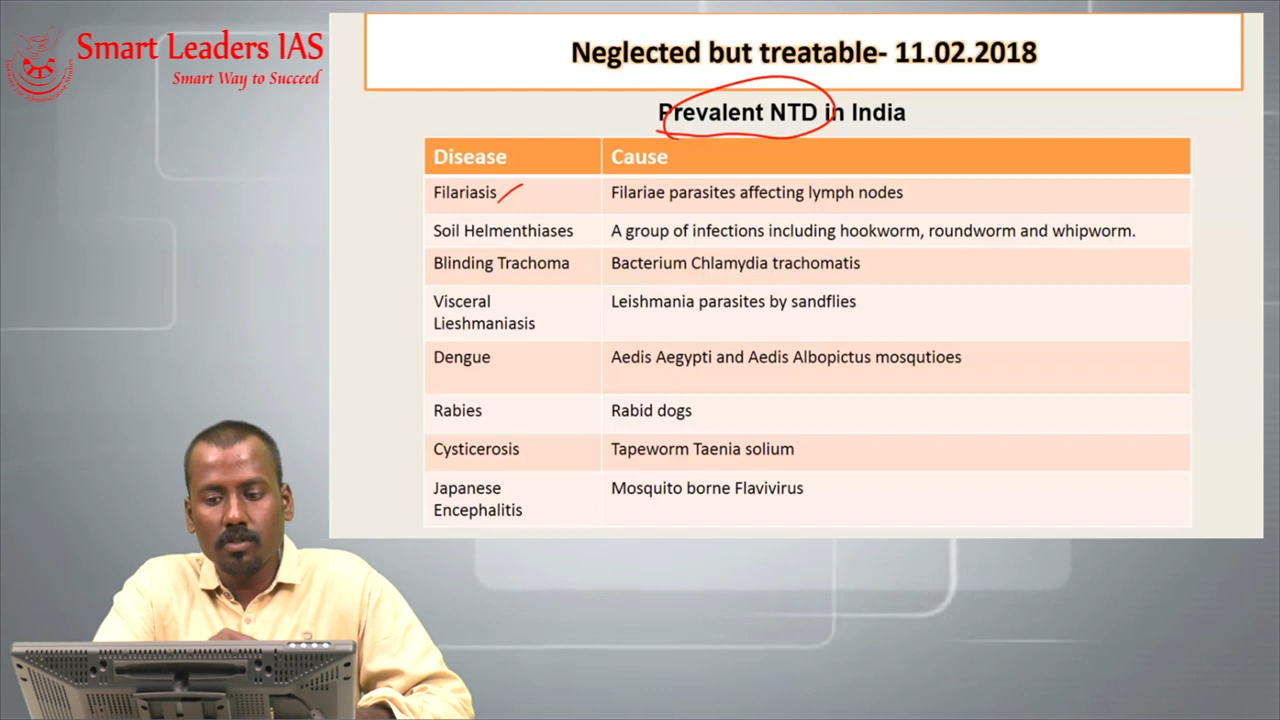 Smart Leaders IAS
Smart Way to Succeed
Neglected but treatable- 11.02.2018
Prevalent NTD in India
Disease Cause
Filariasis Filariae parasites affecting lymph nodes
Soil Helmenthiases A group of infections including hookworm, roundworm and whipworm.
Blinding Trachoma Bacterium Chlamydia trachomatis
Visceral Leishmania parasites by sandflies
Lieshmaniasis
Dengue Aedis Aegypti and Aedis Albopictus mosqutioes
Rabies Rabid dogs
Cysticerosis Tapeworm Taenia solium
Japanese Mosquito borne Flavivirus
Encephalitis